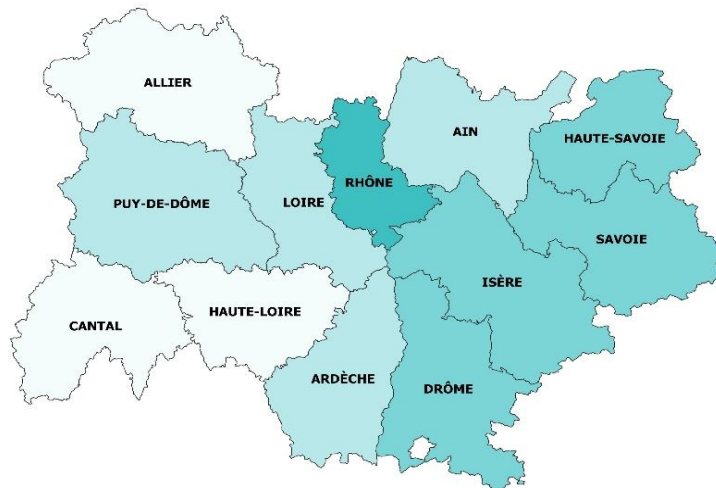 ALLIER
AIN
HAUTE-SAVOIE
RHÔNE
PUY-DE-DÔME
LOIRE
SAVOIE
ISÈRE
HAUTE-LOIRE
CANTAL
ARDÈCHE
DRÔME